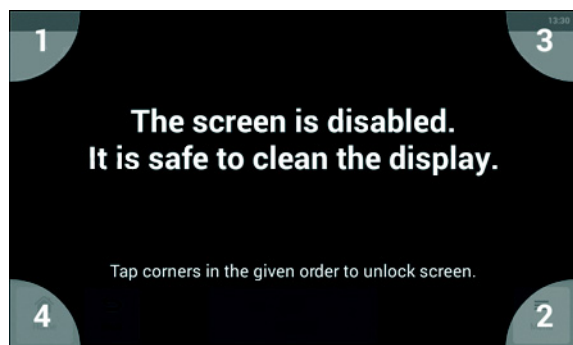 13:30
1
3
The screen is disabled.
It is safe to clean the display.
Tap corners in the given order to unlock screen.
4
2